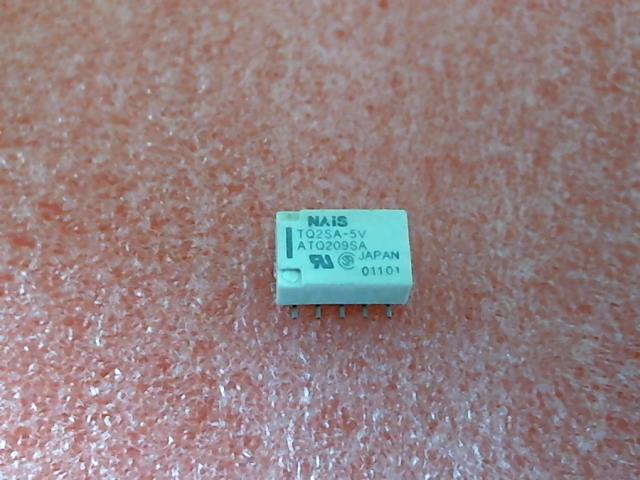 NAiS
TQ2SA-5V
ATQ209SA
JAPAN
01101